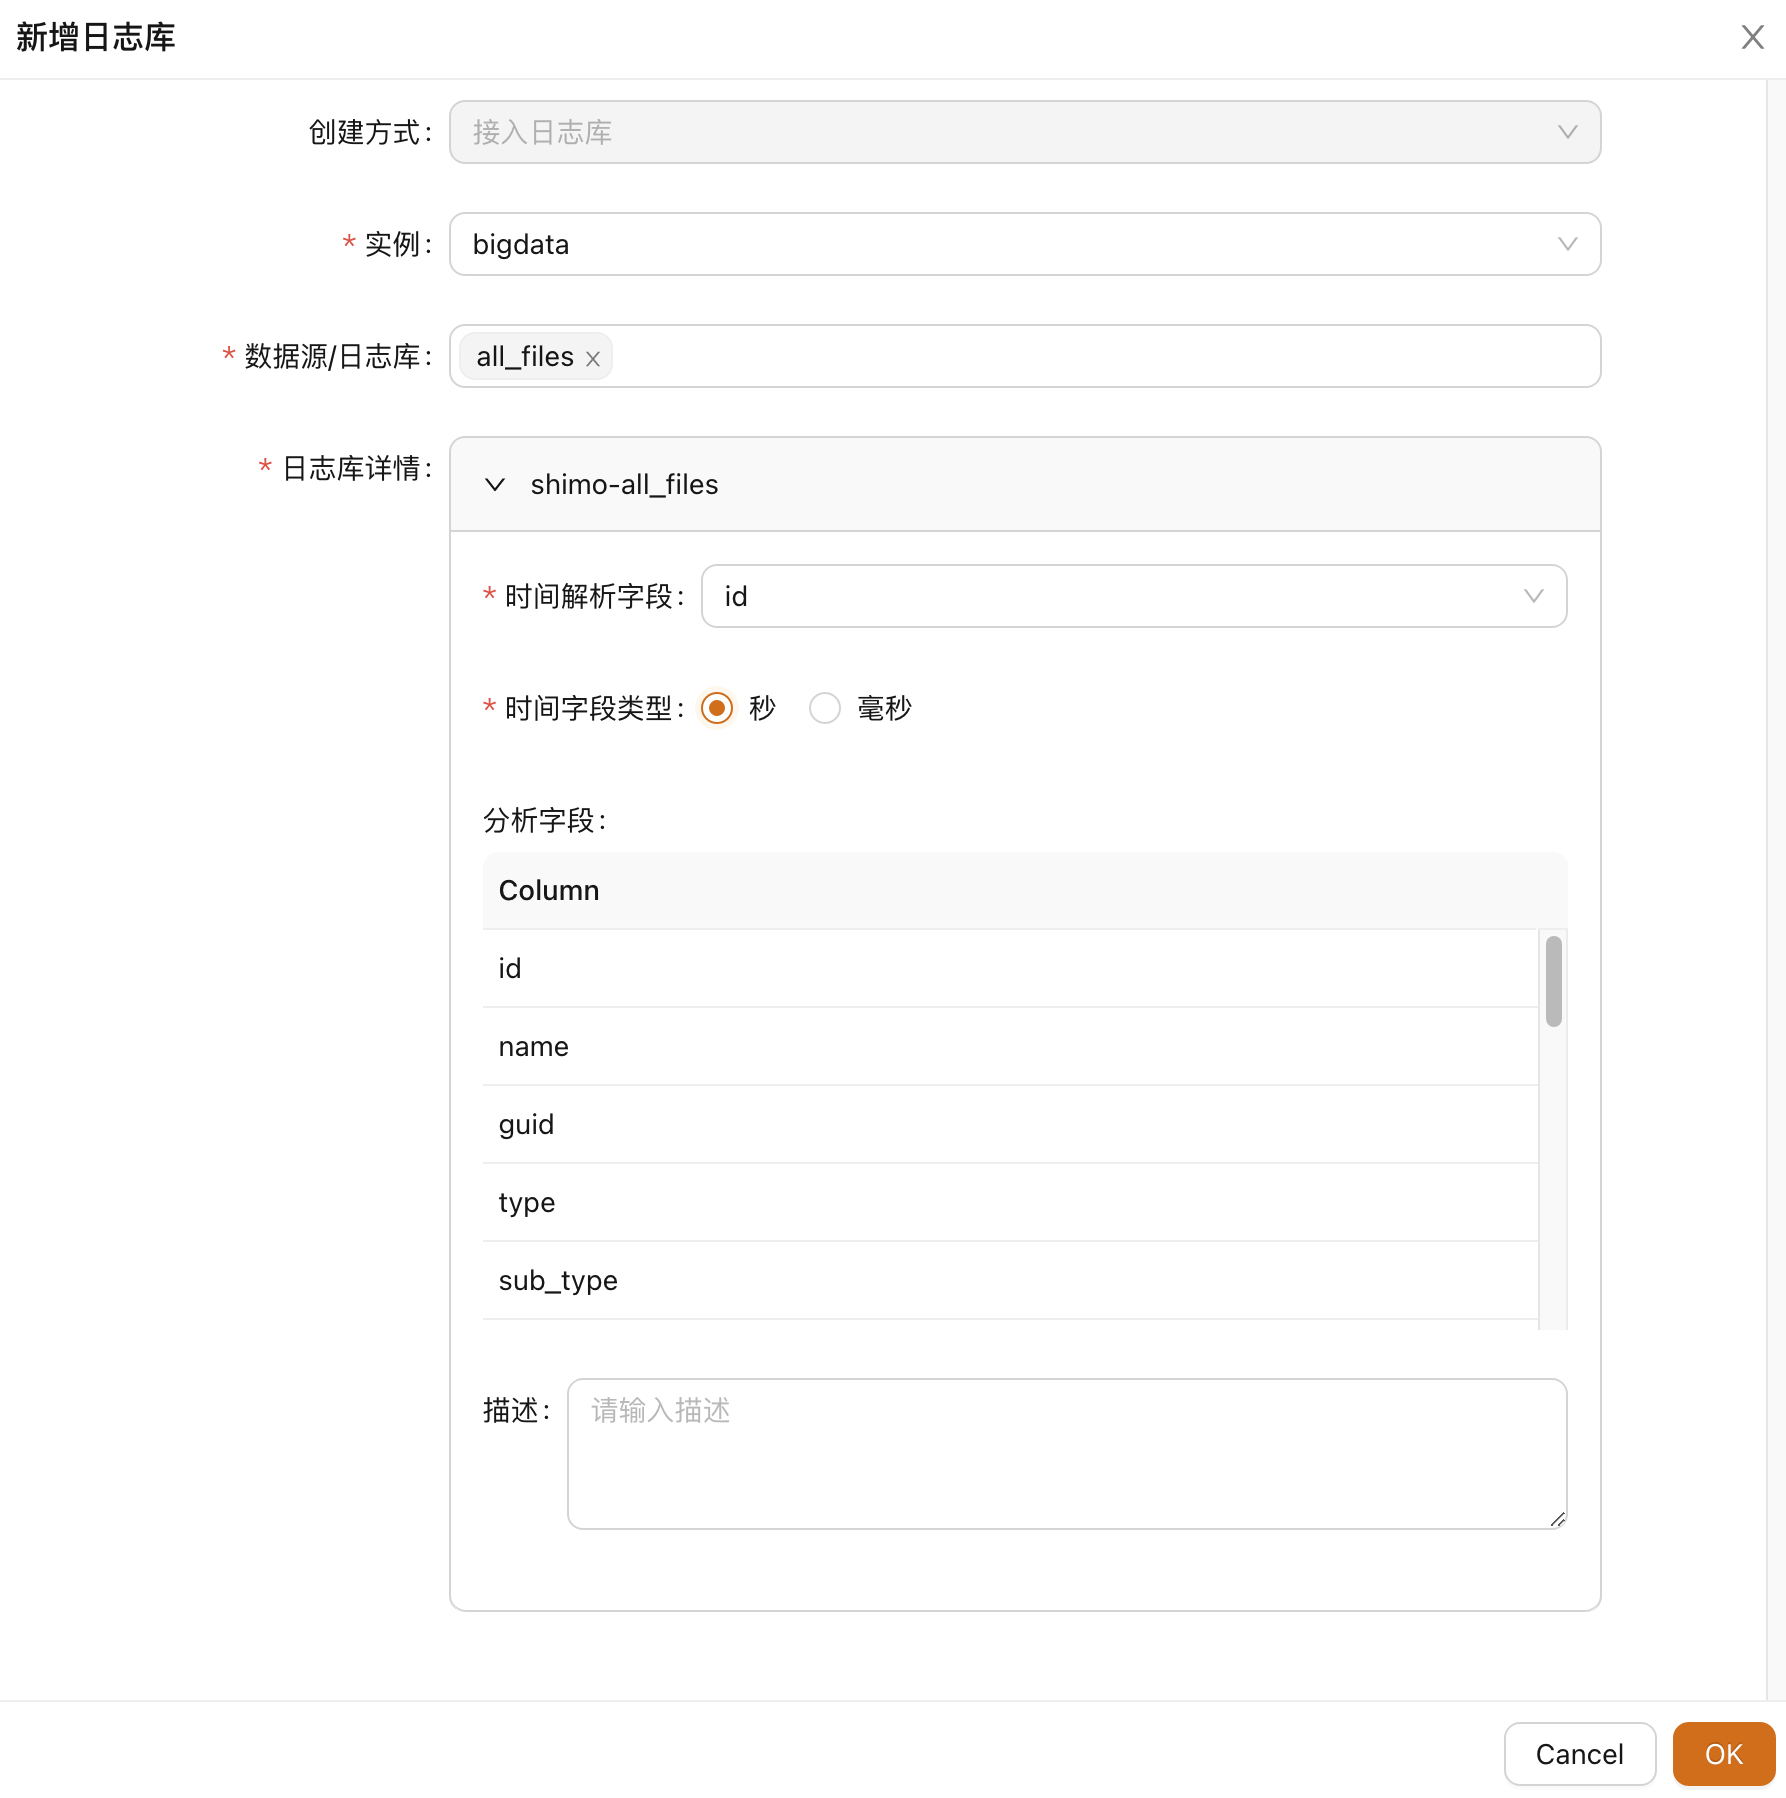 新增日志库
创建方式: 接入日志库
* 实例: bigdata
* 数据源/日志库: all_files
* 日志库详情: shimo-all_files
* 时间解析字段: id
* 时间字段类型: 秒 毫秒
分析字段:
Column
id
name
guid
type
sub_type
描述: 请输入描述
Cancel OK